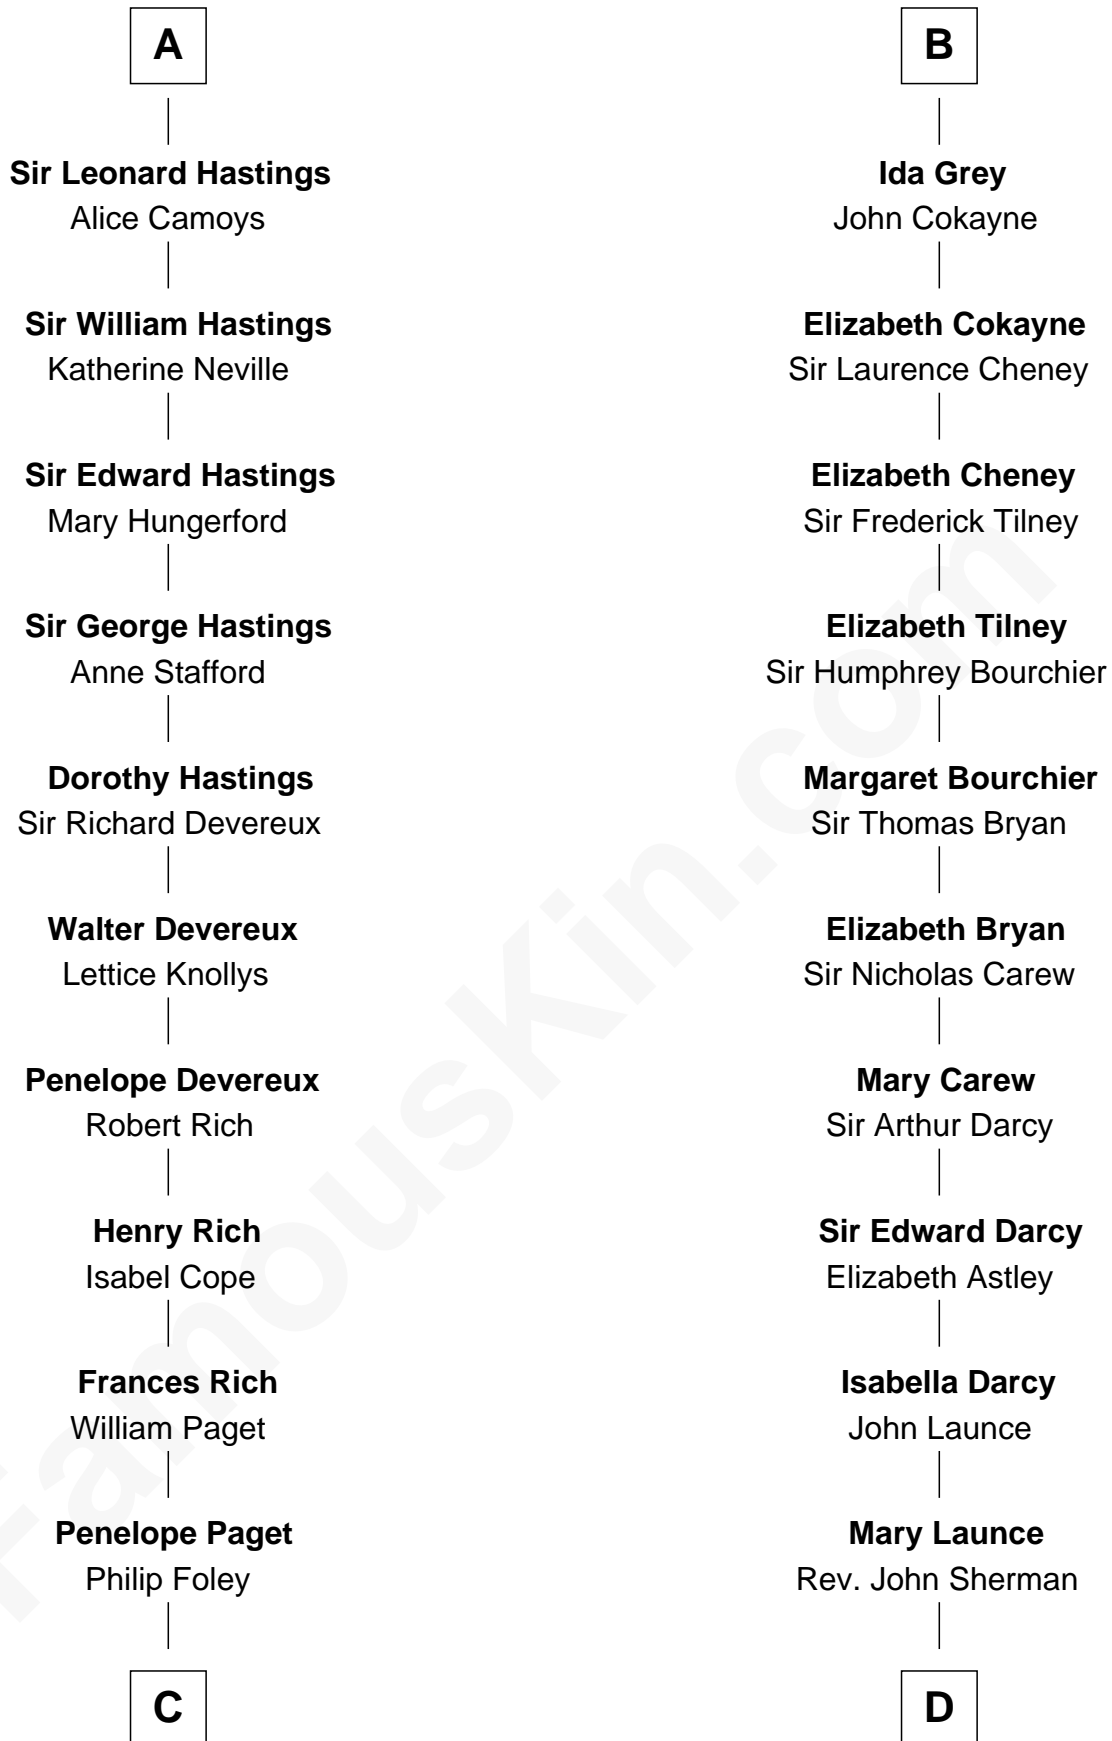 A
Sir Leonard Hastings
Alice Camoys
Sir William Hastings
Katherine Neville
Sir Edward Hastings
Mary Hungerford
Sir George Hastings
Anne Stafford
Dorothy Hastings
Sir Richard Devereux
Walter Devereux
Lettice Knollys
Penelope Devereux
Robert Rich
Henry Rich
Isabel Cope
Frances Rich
William Paget
Penelope Paget
Philip Foley
C
B
Ida Grey
John Cokayne
Elizabeth Cokayne
Sir Laurence Cheney
Elizabeth Cheney
Sir Frederick Tilney
Elizabeth Tilney
Sir Humphrey Bourchier
Margaret Bourchier
Sir Thomas Bryan
Elizabeth Bryan
Sir Nicholas Carew
Mary Carew
Sir Arthur Darcy
Sir Edward Darcy
Elizabeth Astley
Isabella Darcy
John Launce
Mary Launce
Rev. John Sherman
D
FamousKin.com